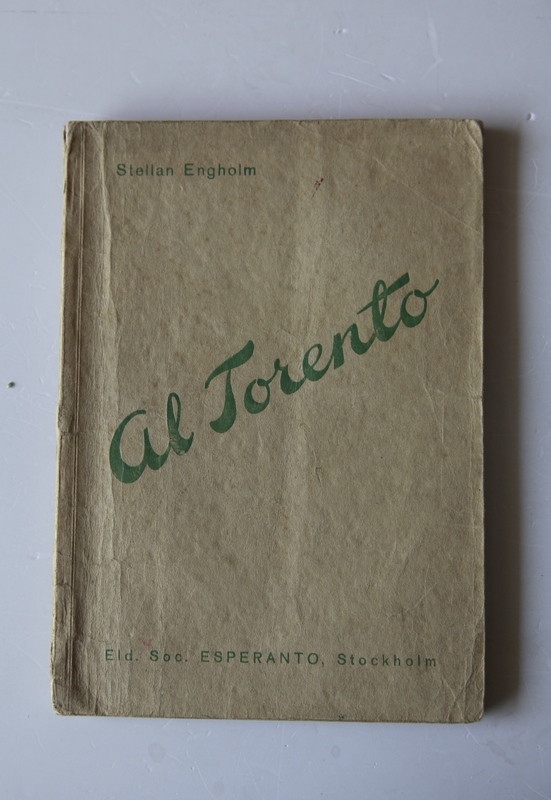 Stellan Engholm
Al Torento
Eld. Soc. ESPERANTO, Stockholm